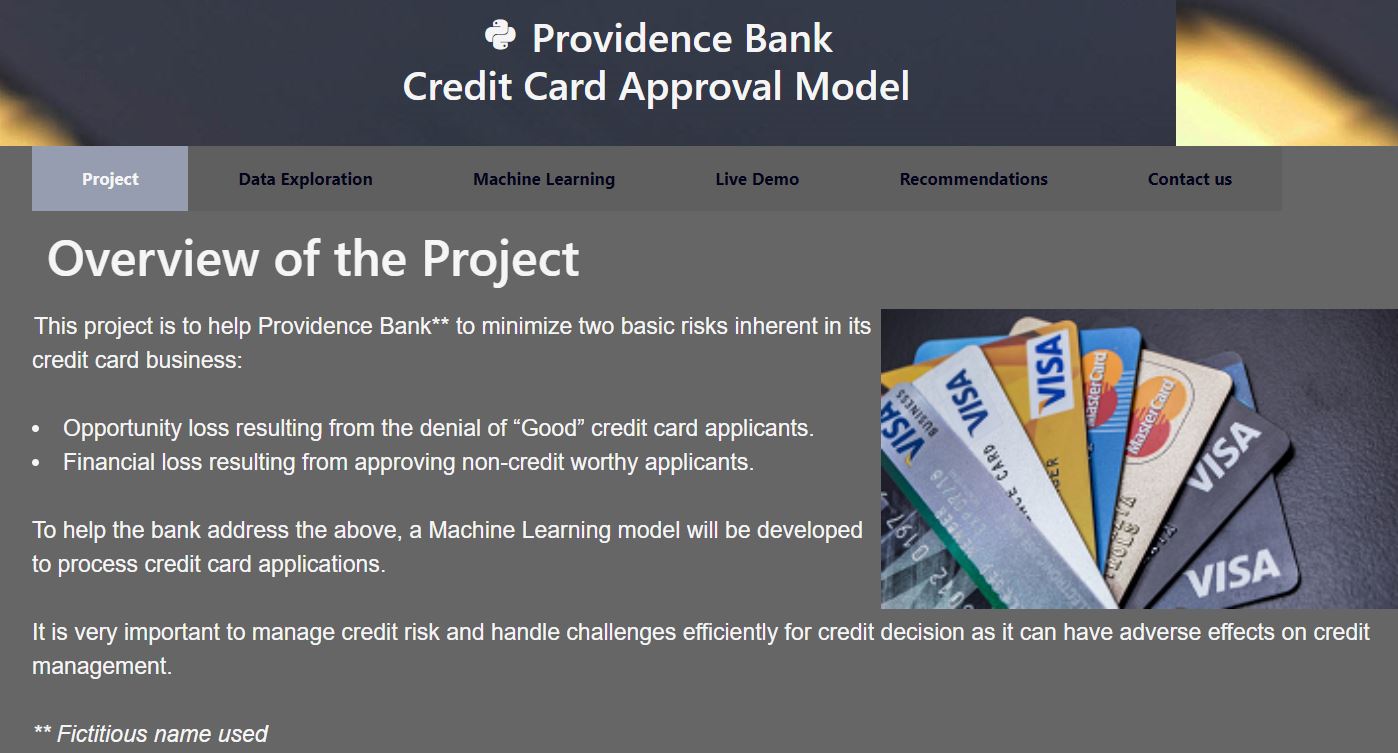 Providence Bank
Credit Card Approval Model
Project
Data Exploration
Machine Learning
Live Demo
Recommendations
Contact us
Overview of the Project
This project is to help Providence Bank** to minimize two basic risks inherent in its
credit card business:
• Opportunity loss resulting from the denial of “Good” credit card applicants.
• Financial loss resulting from approving non-credit worthy applicants.
To help the bank address the above, a Machine Learning model will be developed
to process credit card applications.
It is very important to manage credit risk and handle challenges efficiently for credit decision as it can have adverse effects on credit
management.
** Fictitious name used
VISA
BUSINESS
VISA
VISA
MasterCard
MasterCard
VISA
VISA